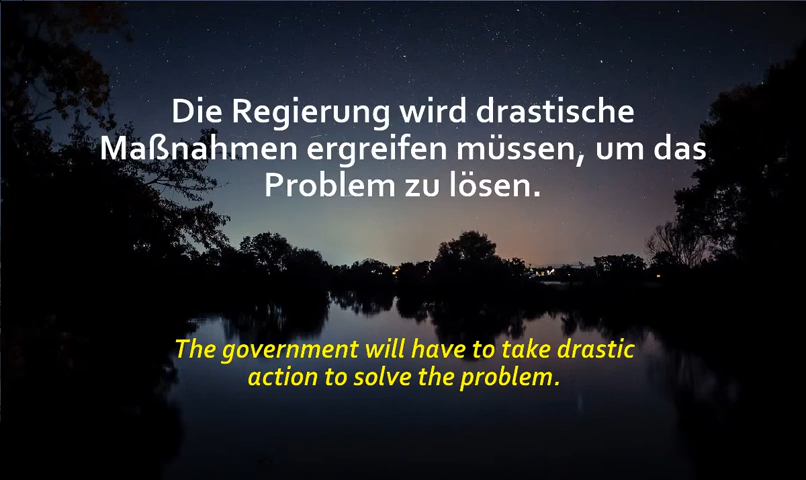 Die Regierung wird drastische
Maßnahmen ergreifen müssen, um das
Problem zu lösen.
The government will have to take drastic
action to solve the problem.